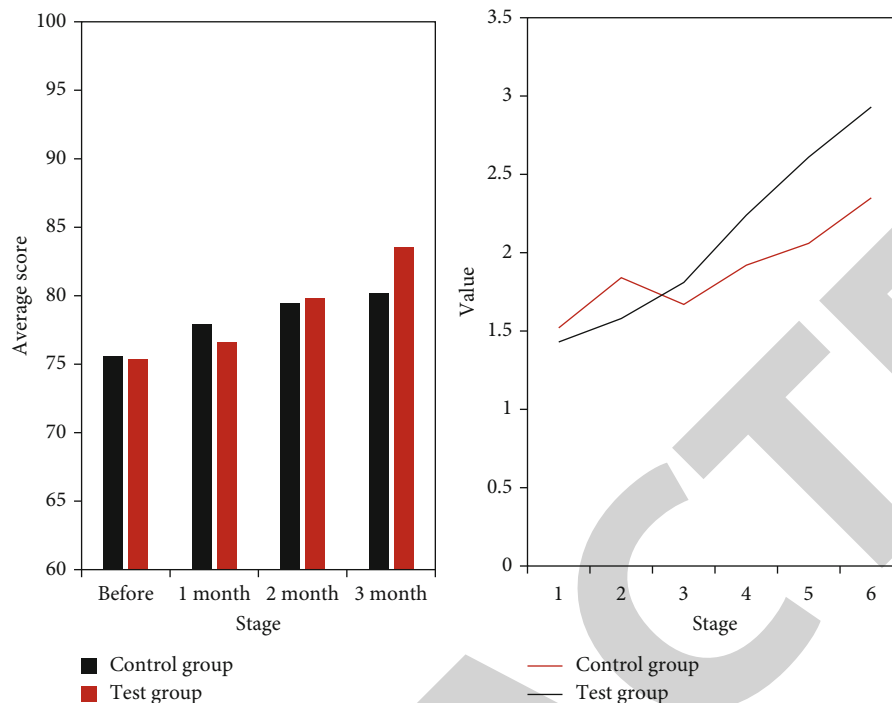 100
95
90
85
80
75
70
65
60
Average score
Before 1 month 2 month 3 month
Stage
Control group
Test group
3.5
3
2.5
2
1.5
1
0.5
0
Value
1 2 3 4 5 6
Stage
Control group
Test group